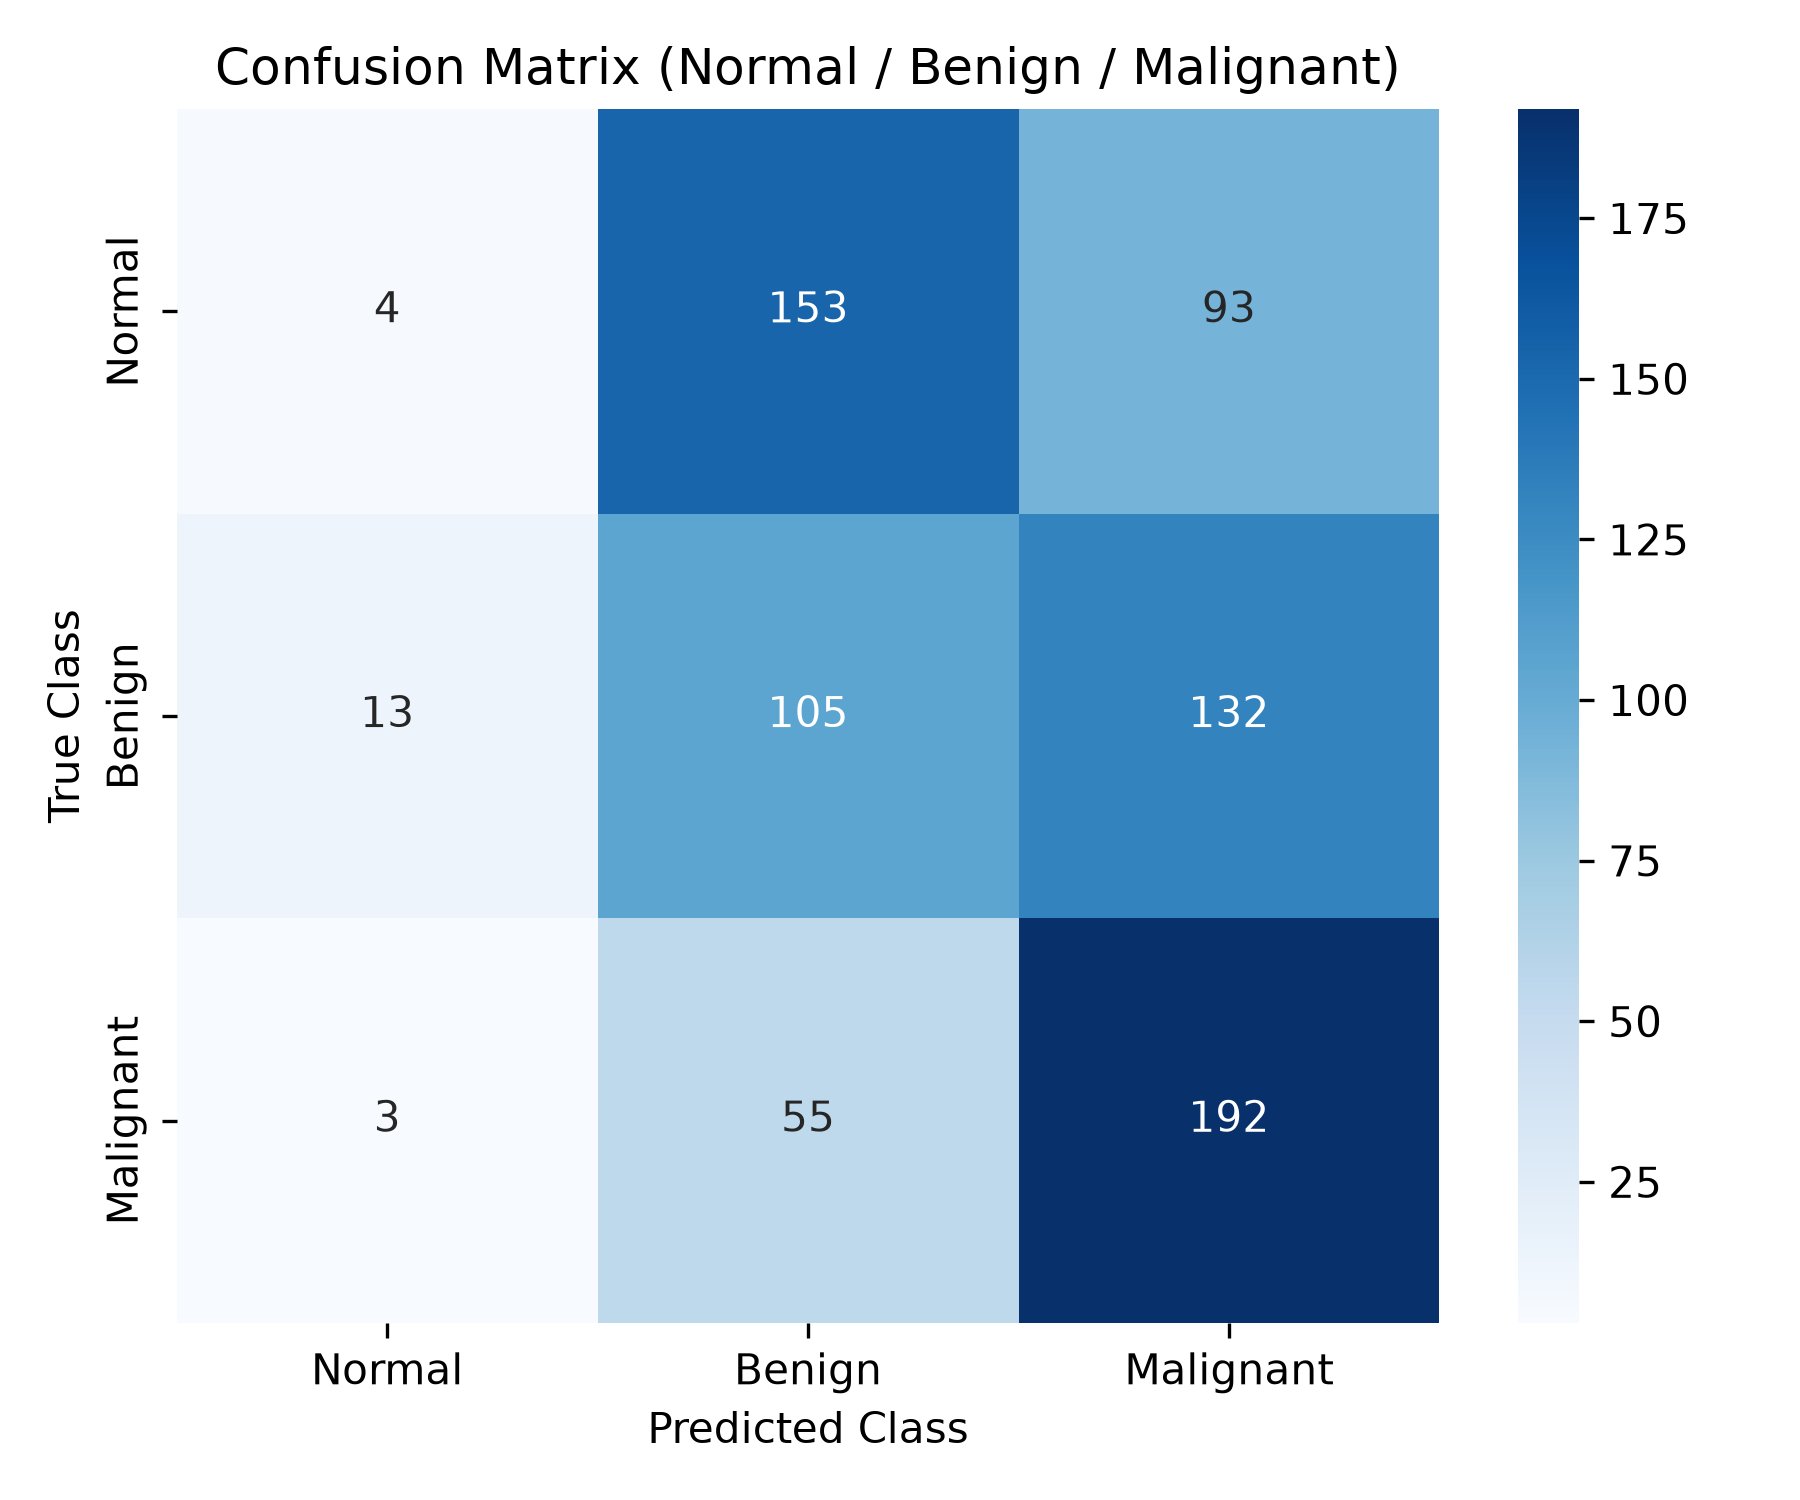 Confusion Matrix (Normal / Benign / Malignant)
True Class
Normal
4 153 93
Benign
13 105 132
Malignant
3 55 192
Normal Benign Malignant
Predicted Class
175
150
125
100
75
50
25